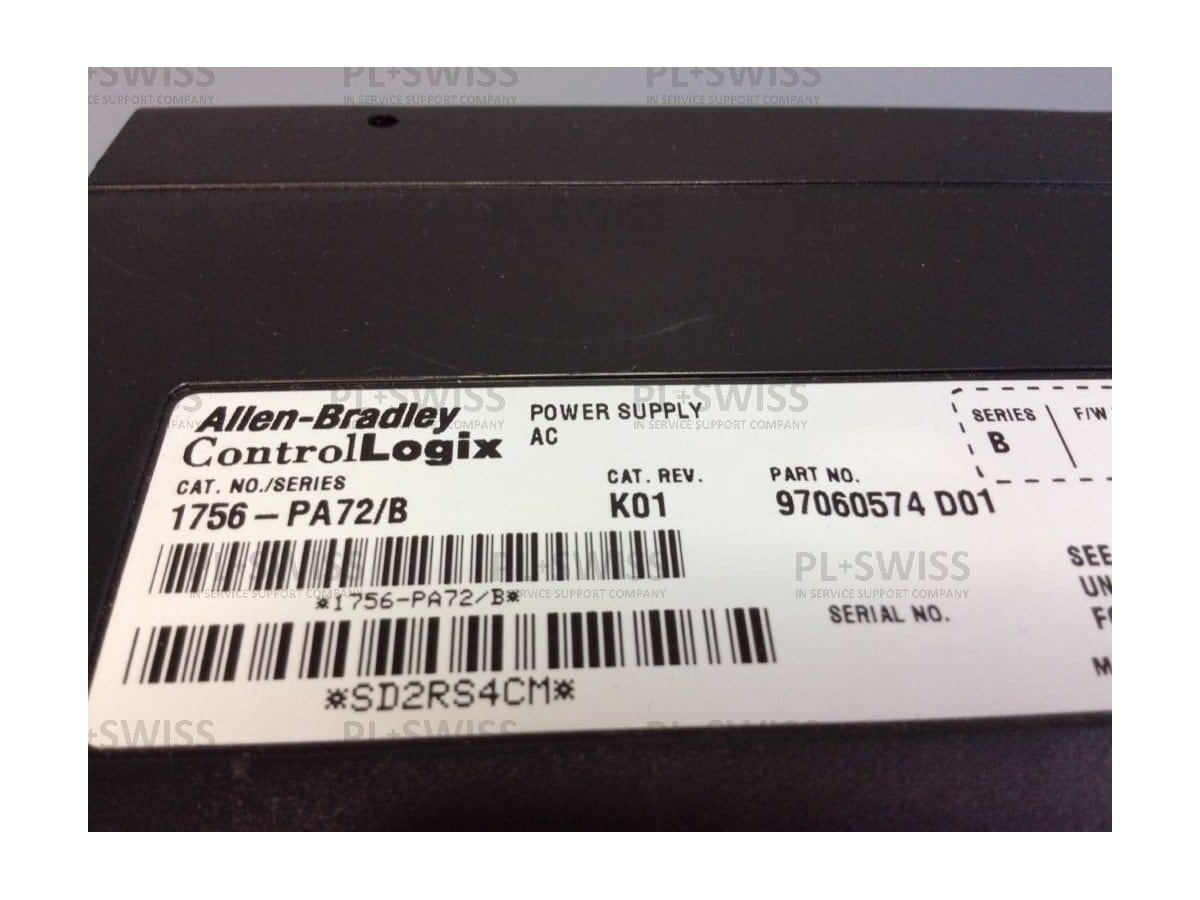 PL+SWISS
IN SERVICE SUPPORT COMPANY
Allen-Bradley
ControlLogix
POWER SUPPLY
AC
SERIES
B
F/W
CAT. NO./SERIES
1756-PA72/B
CAT. REV.
K01
PART NO.
97060574 D01
*1756-PA72/B*
SERIAL NO.
*SD2RS4CM*
SEE